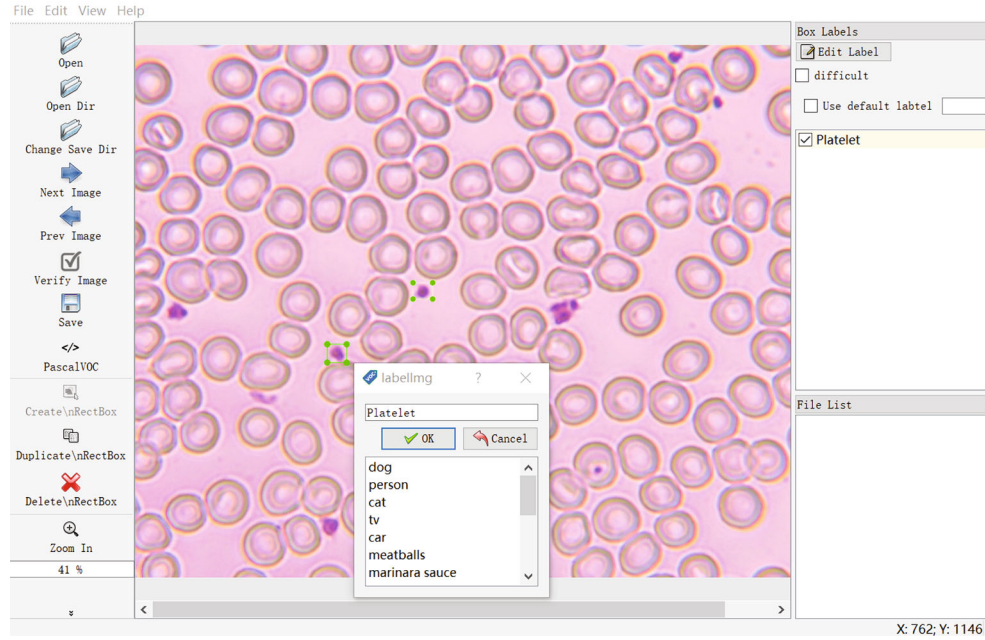 File Edit View Help
Open
Open Dir
Change Save Dir
Next Image
Prev Image
Verify Image
Save
</>
PascalVOC
Create\nRectBox
Duplicate\nRectBox
Delete\nRectBox
Zoom In
41 %
labelImg ?
Platelet
OK Cancel
dog
person
cat
tv
car
meatballs
marinara sauce
Box Labels
Edit Label
difficult
Use default labtel
Platelet
File List
X: 762; Y: 1146